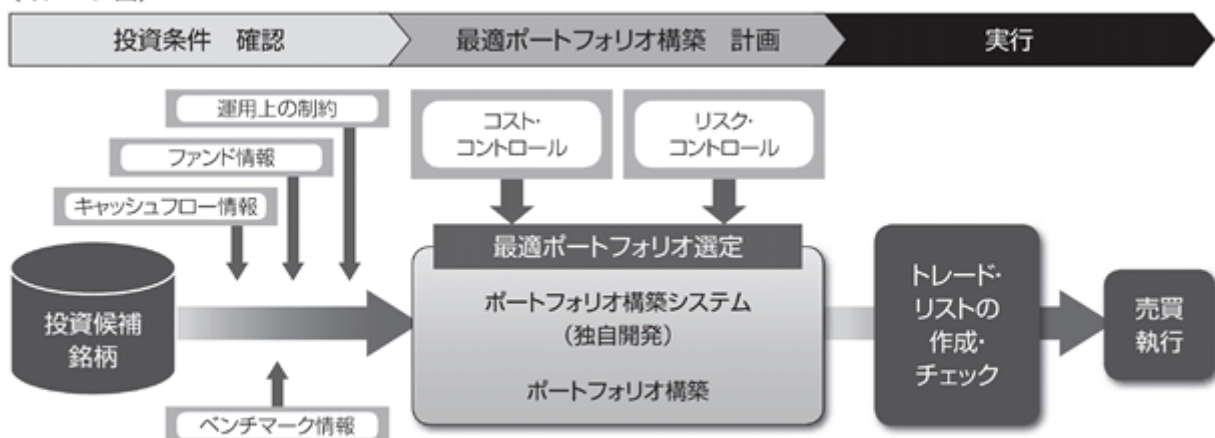 投資条件 確認
最適ポートフォリオ構築 計画
実行
運用上の制約
ファンド情報
キャッシュフロー情報
投資候補
銘柄
ベンチマーク情報
コスト・
コントロール
リスク・
コントロール
最適ポートフォリオ選定
ポートフォリオ構築システム
(独自開発)
ポートフォリオ構築
トレード・
リストの
作成・
チェック
売買
執行